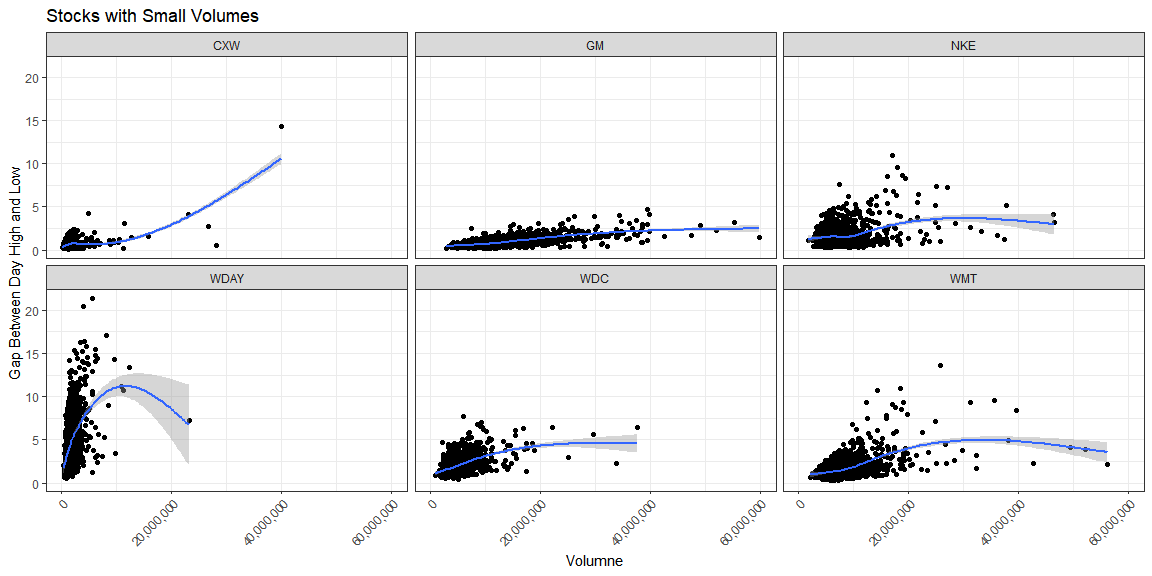 Stocks with Small Volumes
CXW
GM
NKE
20
15
10
5
0
WDAY
WDC
WMT
20
15
10
5
0
Gap Between Day High and Low
0
20,000,000
40,000,000
60,000,000
0
20,000,000
40,000,000
60,000,000
0
20,000,000
40,000,000
60,000,000
Volumne